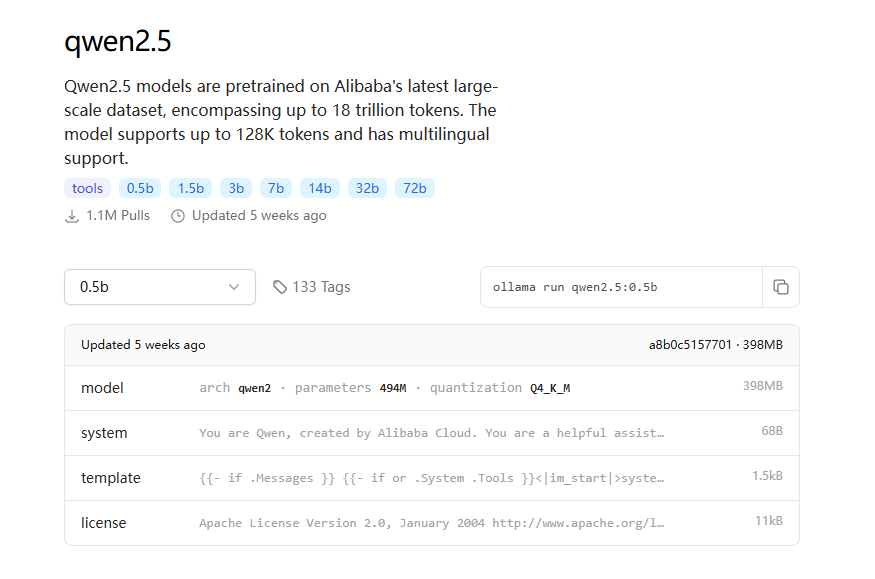 qwen2.5
Qwen2.5 models are pretrained on Alibaba's latest large-
scale dataset, encompassing up to 18 trillion tokens. The
model supports up to 128K tokens and has multilingual
support.
tools 0.5b 1.5b 3b 7b 14b 32b 72b
1.1M Pulls Updated 5 weeks ago
0.5b 133 Tags ollama run qwen2.5:0.5b
Updated 5 weeks ago a8b0c5157701 · 398MB
model arch qwen2 · parameters 494M · quantization Q4_K_M 398MB
system You are Qwen, created by Alibaba Cloud. You are a helpful assist… 68B
template {{- if .Messages }} {{- if or .System .Tools }}<|im_start|>syste… 1.5kB
license Apache License Version 2.0, January 2004 http://www.apache.org/l… 11kB